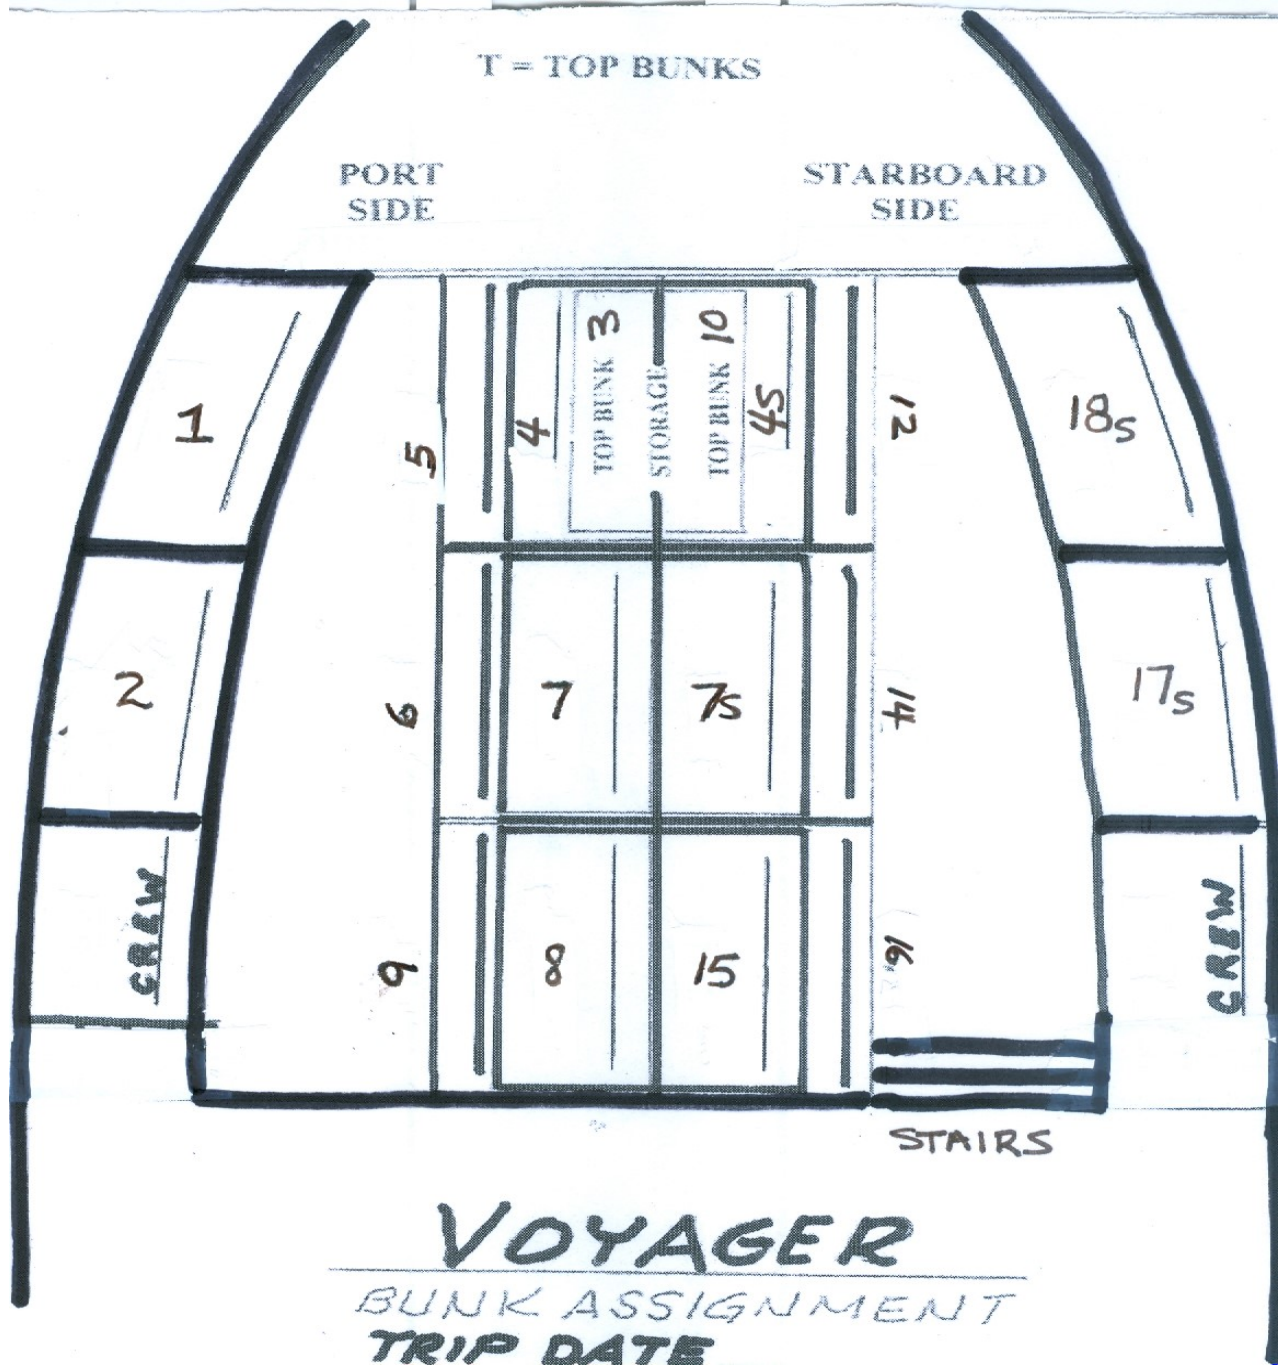 T = TOP BUNKS
PORT
SIDE
STARBOARD
SIDE
1
5
4
TOP BUNK 3
STORAGE
TOP BUNK 10
4S
12
18s
2
6
7
7s
14
17s
CREW
9
8
15
16
CREW
STAIRS
VOYAGER
BUNK ASSIGNMENT
TRIP DATE